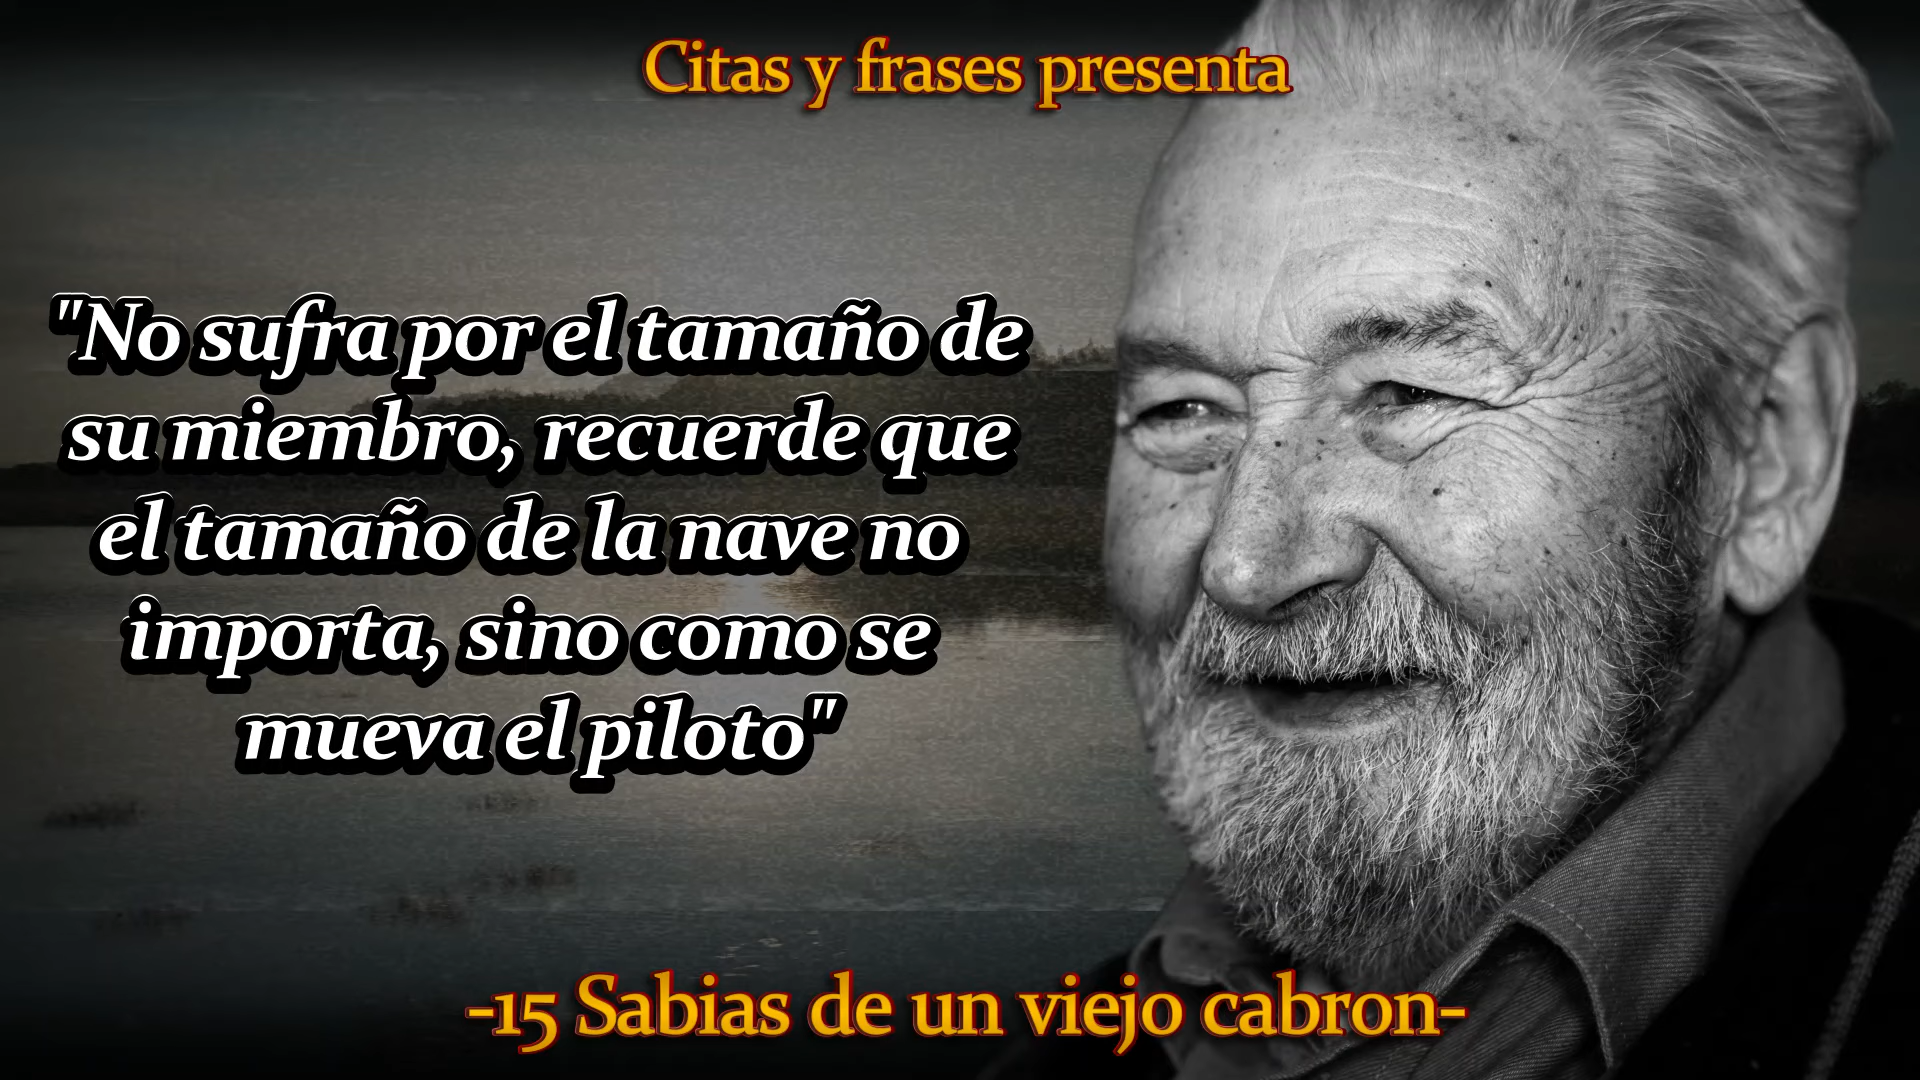 Citas y frases presenta
"No sufra por el tamaño de
su miembro, recuerde que
el tamaño de la nave no
importa, sino como se
mueva el piloto"
-15 Sabias de un viejo cabron-